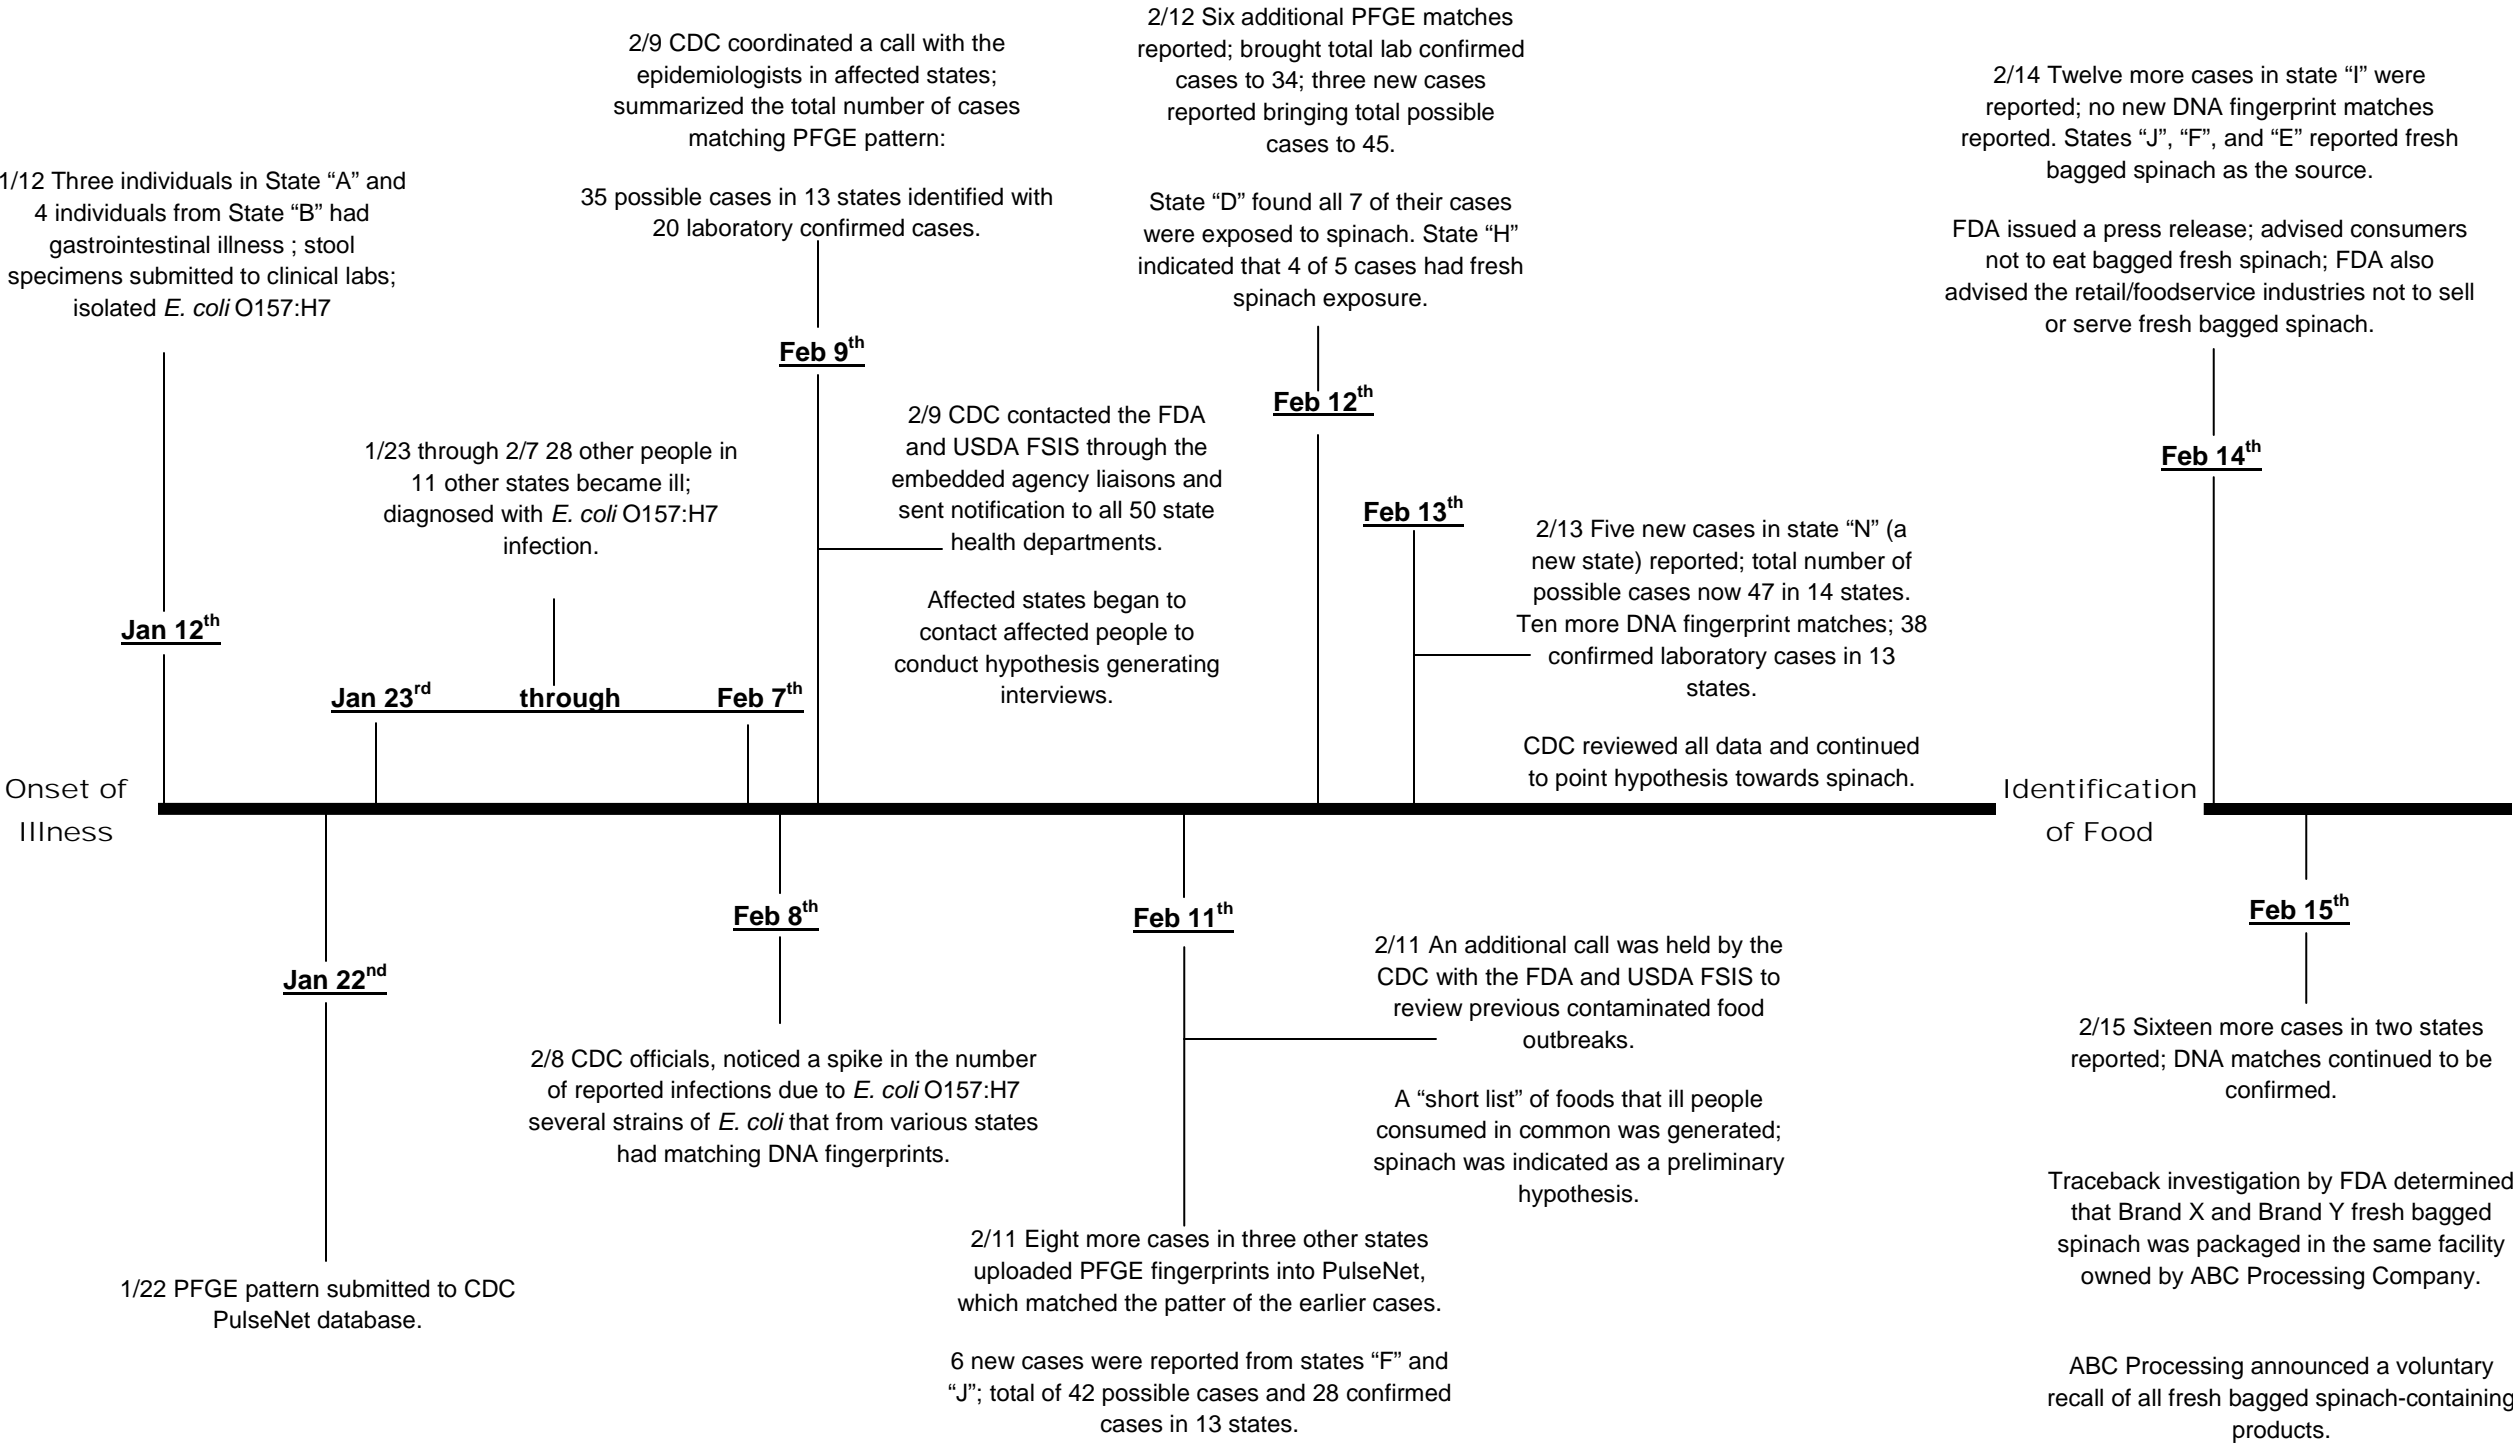 1/12 Three individuals in State “A” and
4 individuals from State “B” had
gastrointestinal illness ; stool
specimens submitted to clinical labs;
isolated E. coli O157:H7
Jan 12th
1/23 through 2/7 28 other people in
11 other states became ill;
diagnosed with E. coli O157:H7
infection.
Jan 23rd through Feb 7th
2/9 CDC coordinated a call with the
epidemiologists in affected states;
summarized the total number of cases
matching PFGE pattern:
35 possible cases in 13 states identified with
20 laboratory confirmed cases.
Feb 9th
2/9 CDC contacted the FDA
and USDA FSIS through the
embedded agency liaisons and
sent notification to all 50 state
health departments.
Affected states began to
contact affected people to
conduct hypothesis generating
interviews.
2/12 Six additional PFGE matches
reported; brought total lab confirmed
cases to 34; three new cases
reported bringing total possible
cases to 45.
State “D” found all 7 of their cases
were exposed to spinach. State “H”
indicated that 4 of 5 cases had fresh
spinach exposure.
Feb 12th
Feb 13th
2/13 Five new cases in state “N” (a
new state) reported; total number of
possible cases now 47 in 14 states.
Ten more DNA fingerprint matches; 38
confirmed laboratory cases in 13
states.
CDC reviewed all data and continued
to point hypothesis towards spinach.
2/14 Twelve more cases in state “I” were
reported; no new DNA fingerprint matches
reported. States “J”, “F”, and “E” reported fresh
bagged spinach as the source.
FDA issued a press release; advised consumers
not to eat bagged fresh spinach; FDA also
advised the retail/foodservice industries not to sell
or serve fresh bagged spinach.
Feb 14th
Onset of
Illness
Identification
of Food
Jan 22nd
1/22 PFGE pattern submitted to CDC
PulseNet database.
Feb 8th
2/8 CDC officials, noticed a spike in the number
of reported infections due to E. coli O157:H7
several strains of E. coli that from various states
had matching DNA fingerprints.
Feb 11th
2/11 An additional call was held by the
CDC with the FDA and USDA FSIS to
review previous contaminated food
outbreaks.
A “short list” of foods that ill people
consumed in common was generated;
spinach was indicated as a preliminary
hypothesis.
2/11 Eight more cases in three other states
uploaded PFGE fingerprints into PulseNet,
which matched the patter of the earlier cases.
6 new cases were reported from states “F” and
“J”; total of 42 possible cases and 28 confirmed
cases in 13 states.
Feb 15th
2/15 Sixteen more cases in two states
reported; DNA matches continued to be
confirmed.
Traceback investigation by FDA determined
that Brand X and Brand Y fresh bagged
spinach was packaged in the same facility
owned by ABC Processing Company.
ABC Processing announced a voluntary
recall of all fresh bagged spinach-containing
products.